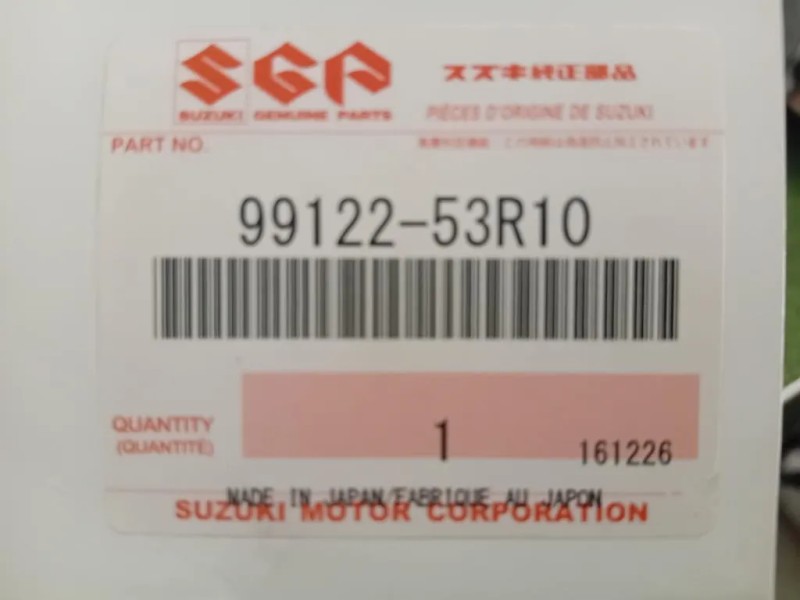 SGP スズキ純正部品
SUZUKI GENUINE PARTS PIÈCES D'ORIGINE DE SUZUKI
PART NO.
99122-53R10
QUANTITY
(QUANTITÉ)
1
161226
MADE IN JAPAN/FABRIQUE AU JAPON
SUZUKI MOTOR CORPORATION